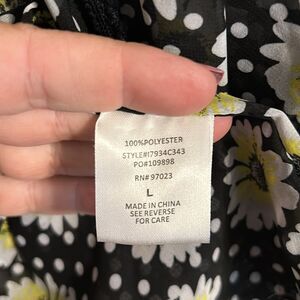 100%POLYESTER
STYLE#I7934C343
PO#109898
RN#97023
L
MADE IN CHINA
SEE REVERSE
FOR CARE